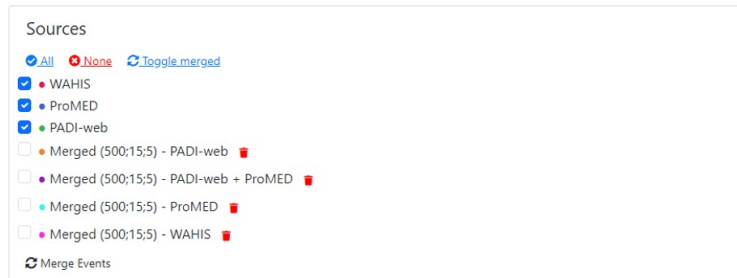 Sources
All None Toggle merged
WAHIS
ProMED
PADI-web
Merged (500;15;5) - PADI-web
Merged (500;15;5) - PADI-web + ProMED
Merged (500;15;5) - ProMED
Merged (500;15;5) - WAHIS
Merge Events